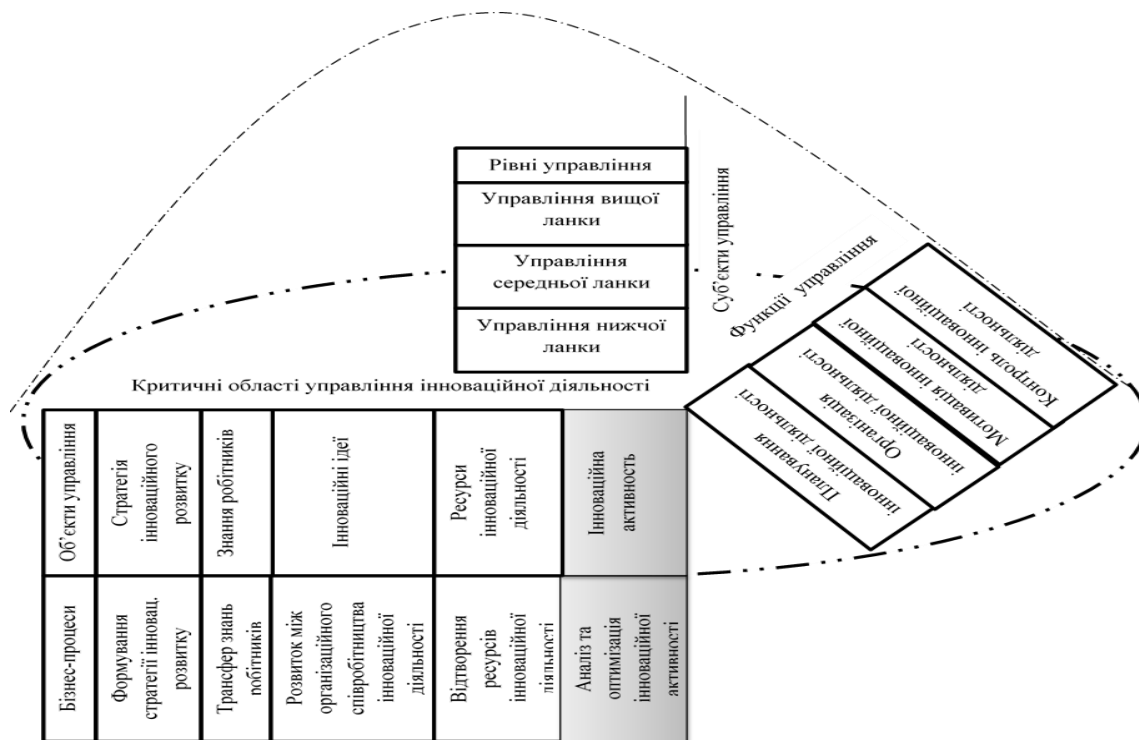 Рівні управління
Управління вищої
ланки
Управління
середньої ланки
Управління нижчої
ланки
Суб'єкти управління
Функції управління
Контроль інноваційної
діяльності
Мотивація інноваційної
діяльності
Організація
інноваційної діяльності
Планування
інноваційної діяльності
Критичні області управління інноваційної діяльності
Об'єкти управління
Стратегія
інноваційного
розвитку
Знання робітників
Інноваційні ідеї
Ресурси
інноваційної
діяльності
Інноваційна
активность
Бізнес-процеси
Формування
стратегії інновац.
розвитку
Трансфер знань
робітників
Розвиток між
організаційного
співробітництва
інноваційної
діяльності
Відтворення
ресурсів
інноваційної
діяльності
Аналіз та
оптимізація
інноваційної
активності